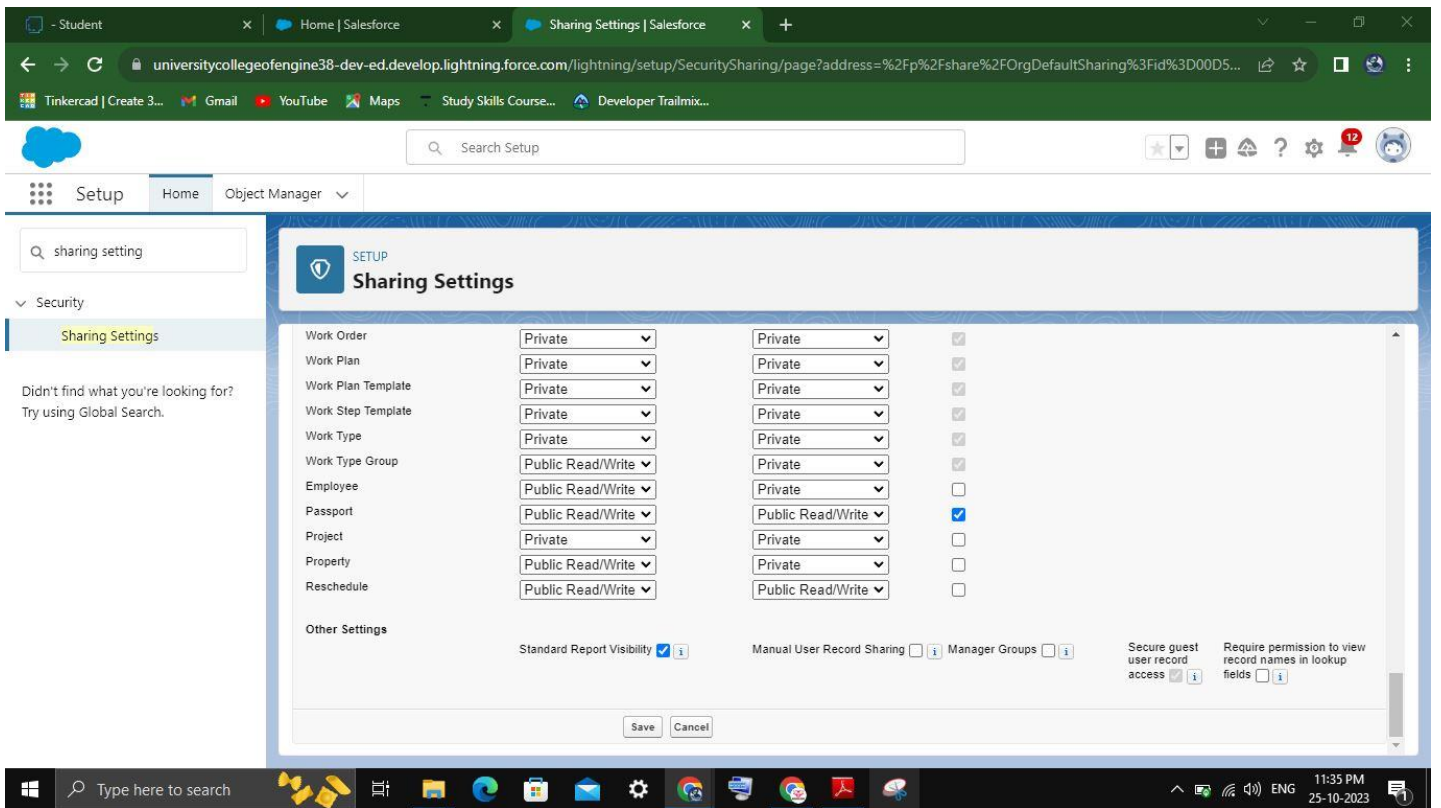 - Student
Home | Salesforce
Sharing Settings | Salesforce
universitycollegeofengine38-dev-ed.develop.lightning.force.com/lightning/setup/SecuritySharing/page?address=%2Fp%2Fshare%2FOrgDefaultSharing%3Fid%3D00D5...
Tinkercad | Create 3... Gmail YouTube Maps Study Skills Course... Developer Trailmix...
Search Setup
12
Setup Home Object Manager
sharing setting
Security
Sharing Settings
Didn't find what you're looking for?
Try using Global Search.
SETUP
Sharing Settings
Work Order Private Private
Work Plan Private Private
Work Plan Template Private Private
Work Step Template Private Private
Work Type Private Private
Work Type Group Public Read/Write Private
Employee Public Read/Write Private
Passport Public Read/Write Public Read/Write
Project Private Private
Property Public Read/Write Private
Reschedule Public Read/Write Public Read/Write
Other Settings
Standard Report Visibility i Manual User Record Sharing i Manager Groups i
Secure guest
user record
access i
Require permission to view
record names in lookup
fields i
Save Cancel
Type here to search
ENG
11:35 PM
25-10-2023
1